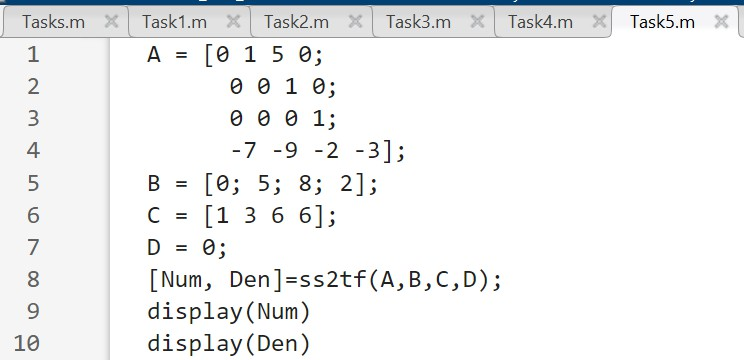 Tasks.m Task1.m Task2.m Task3.m Task4.m Task5.m
1 A = [0 1 5 0;
2 0 0 1 0;
3 0 0 0 1;
4 -7 -9 -2 -3];
5 B = [0; 5; 8; 2];
6 C = [1 3 6 6];
7 D = 0;
8 [Num, Den]=ss2tf(A,B,C,D);
9 display(Num)
10 display(Den)